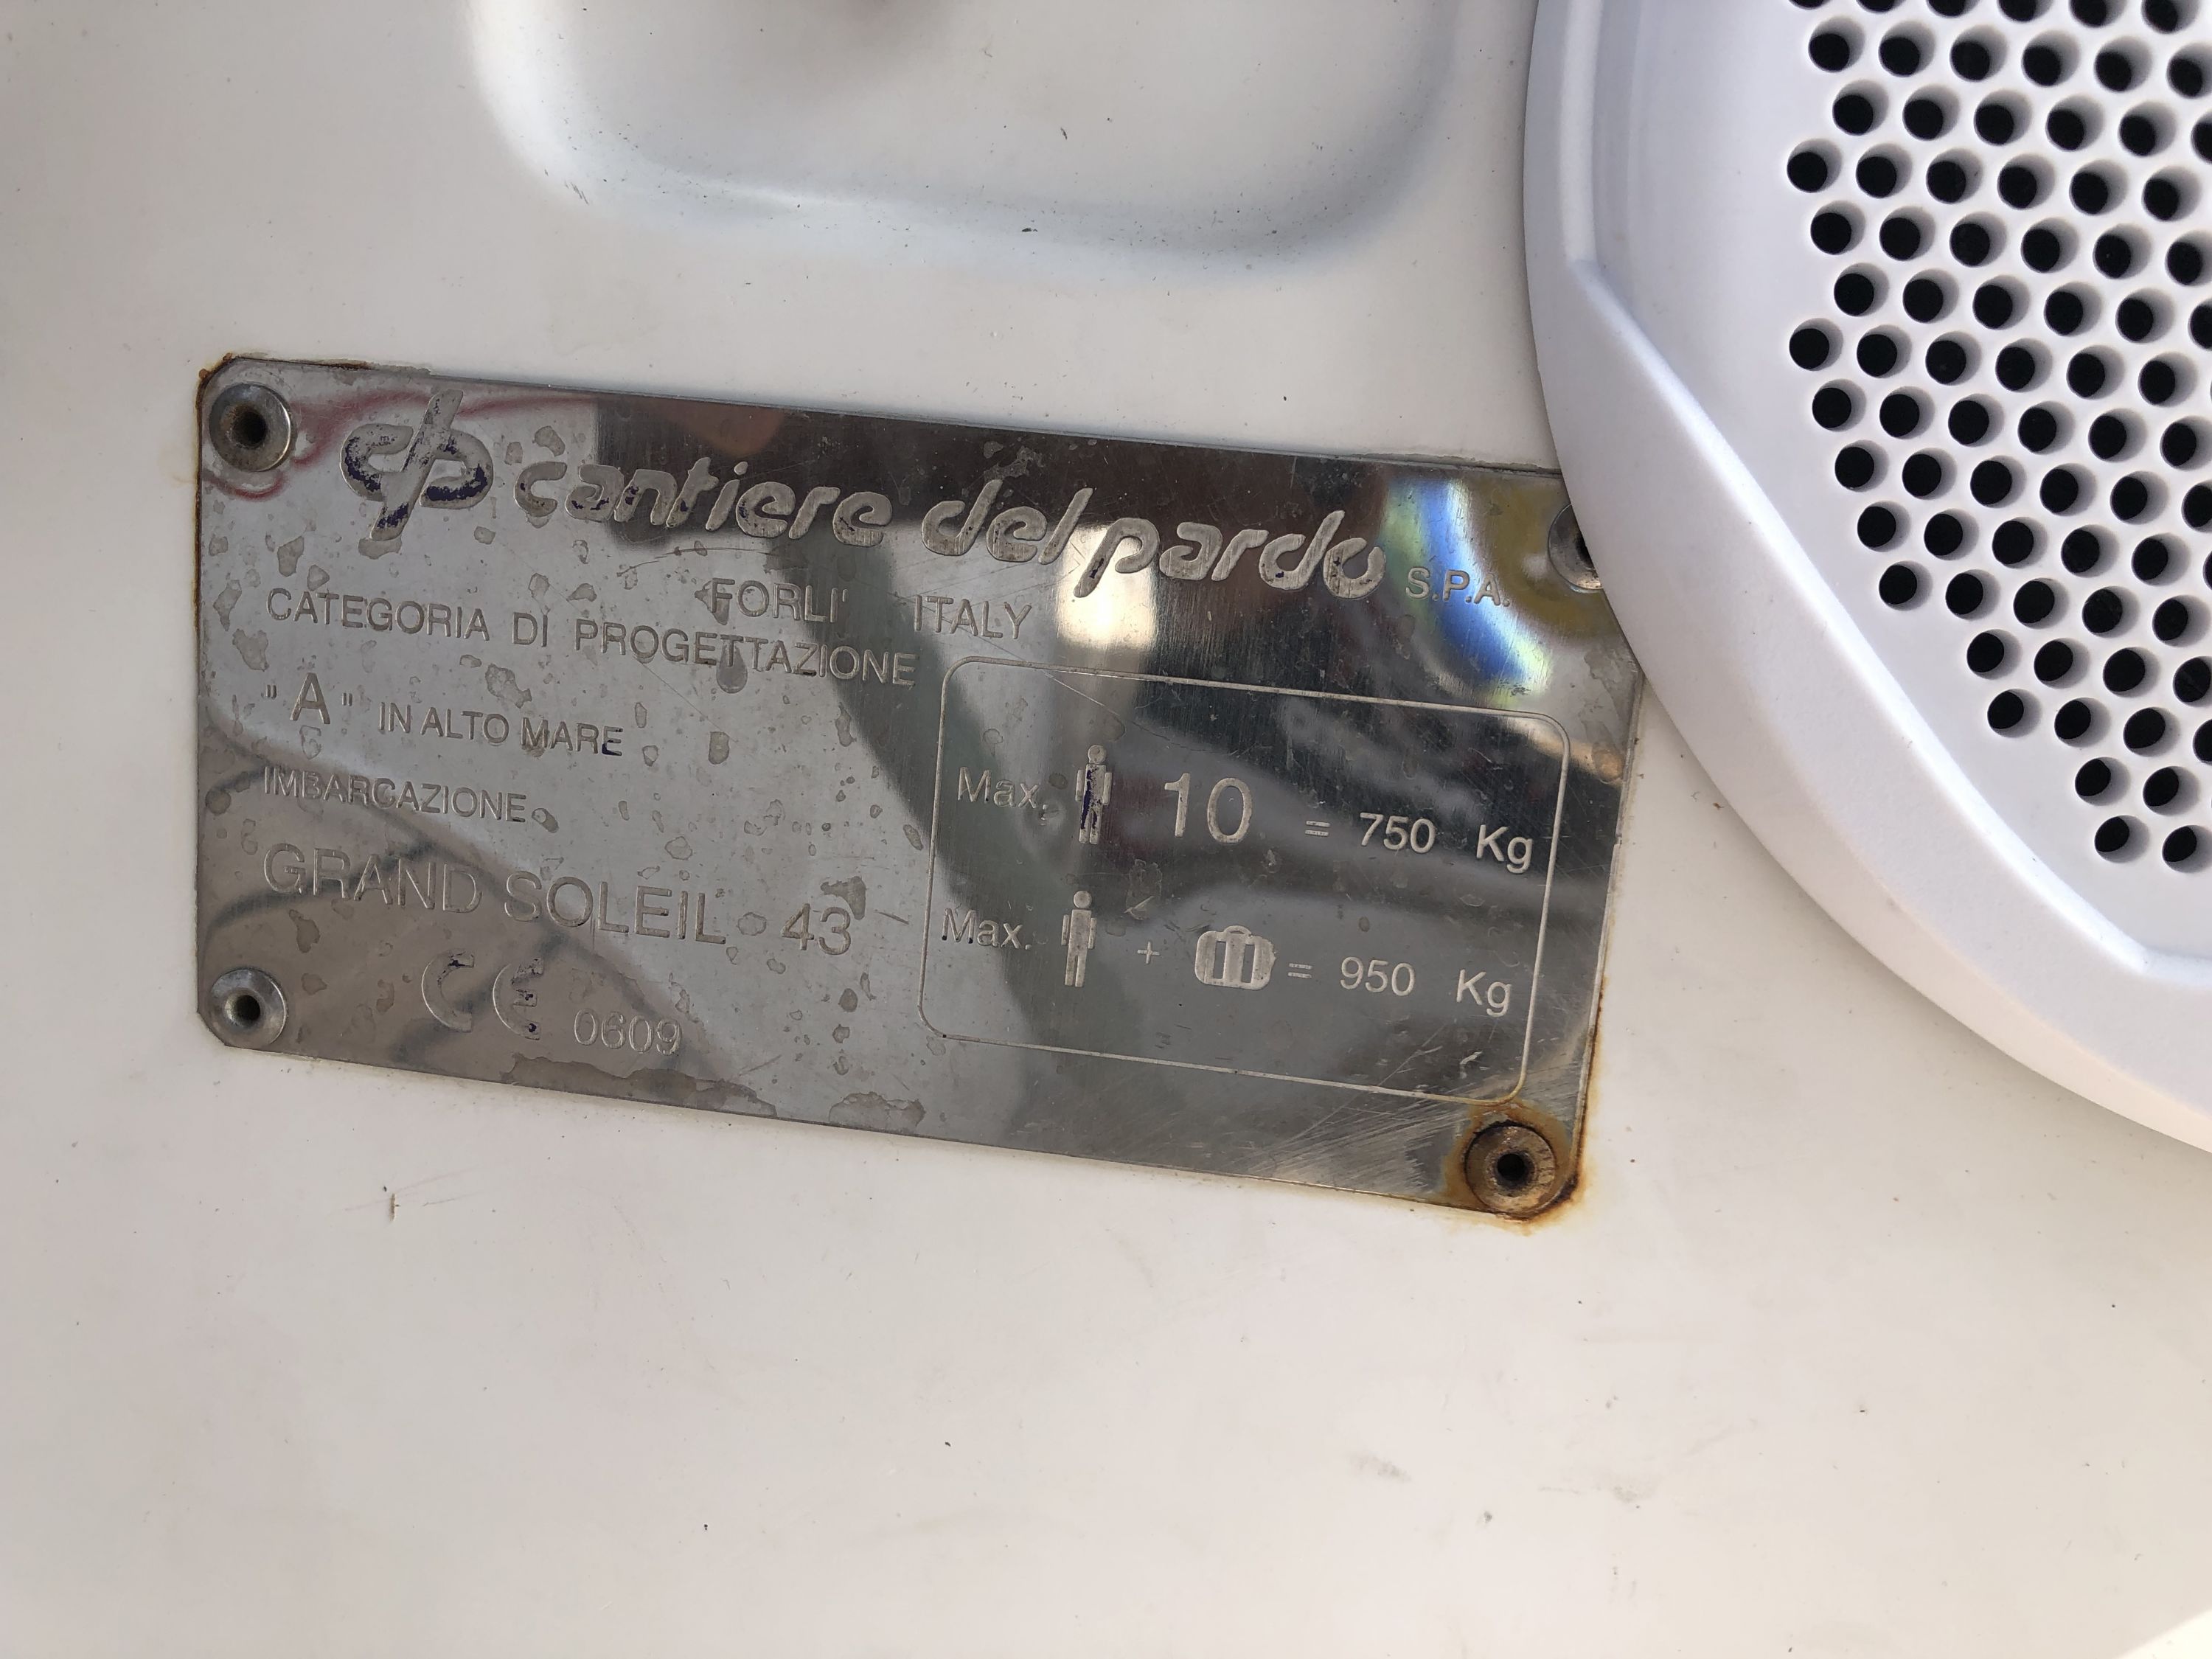 cp cantiere del pardo S.P.A.
FORLI' ITALY
CATEGORIA DI PROGETTAZIONE
"A" IN ALTO MARE
IMBARCAZIONE
GRAND SOLEIL 43
CE 0609
Max. 10 = 750 Kg
Max. + = 950 Kg